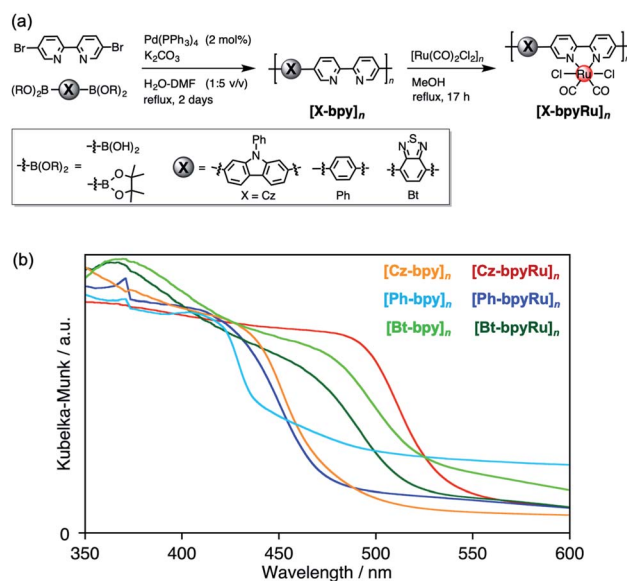 (a)
Br
Br
(RO)₂B
X
B(OR)₂
Pd(PPh₃)₄ (2 mol%)
K₂CO₃
H₂O-DMF (1:5 v/v)
reflux, 2 days
X
N
N
n
[X-bpy]n
[Ru(CO)₂Cl₂]n
MeOH
reflux, 17 h
X
N
N
n
Cl
Ru
Cl
OC
CO
[X-bpyRu]n
B(OR)₂ =
B(OH)₂
B
O
O
X =
Ph
N
X = Cz
Ph
N
S
N
Bt
(b)
[Cz-bpy]n [Cz-bpyRu]n
[Ph-bpy]n [Ph-bpyRu]n
[Bt-bpy]n [Bt-bpyRu]n
Kubelka-Munk / a.u.
0
350 400 450 500 550 600
Wavelength / nm